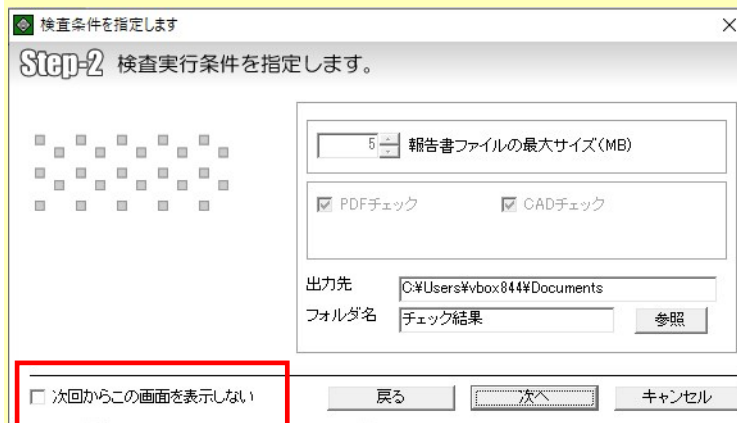 検査条件を指定します
Step-2 検査実行条件を指定します。
5 報告書ファイルの最大サイズ(MB)
PDFチェック CADチェック
出力先 C:¥Users¥vbox844¥Documents
フォルダ名 チェック結果 参照
次回からこの画面を表示しない 戻る 次へ キャンセル